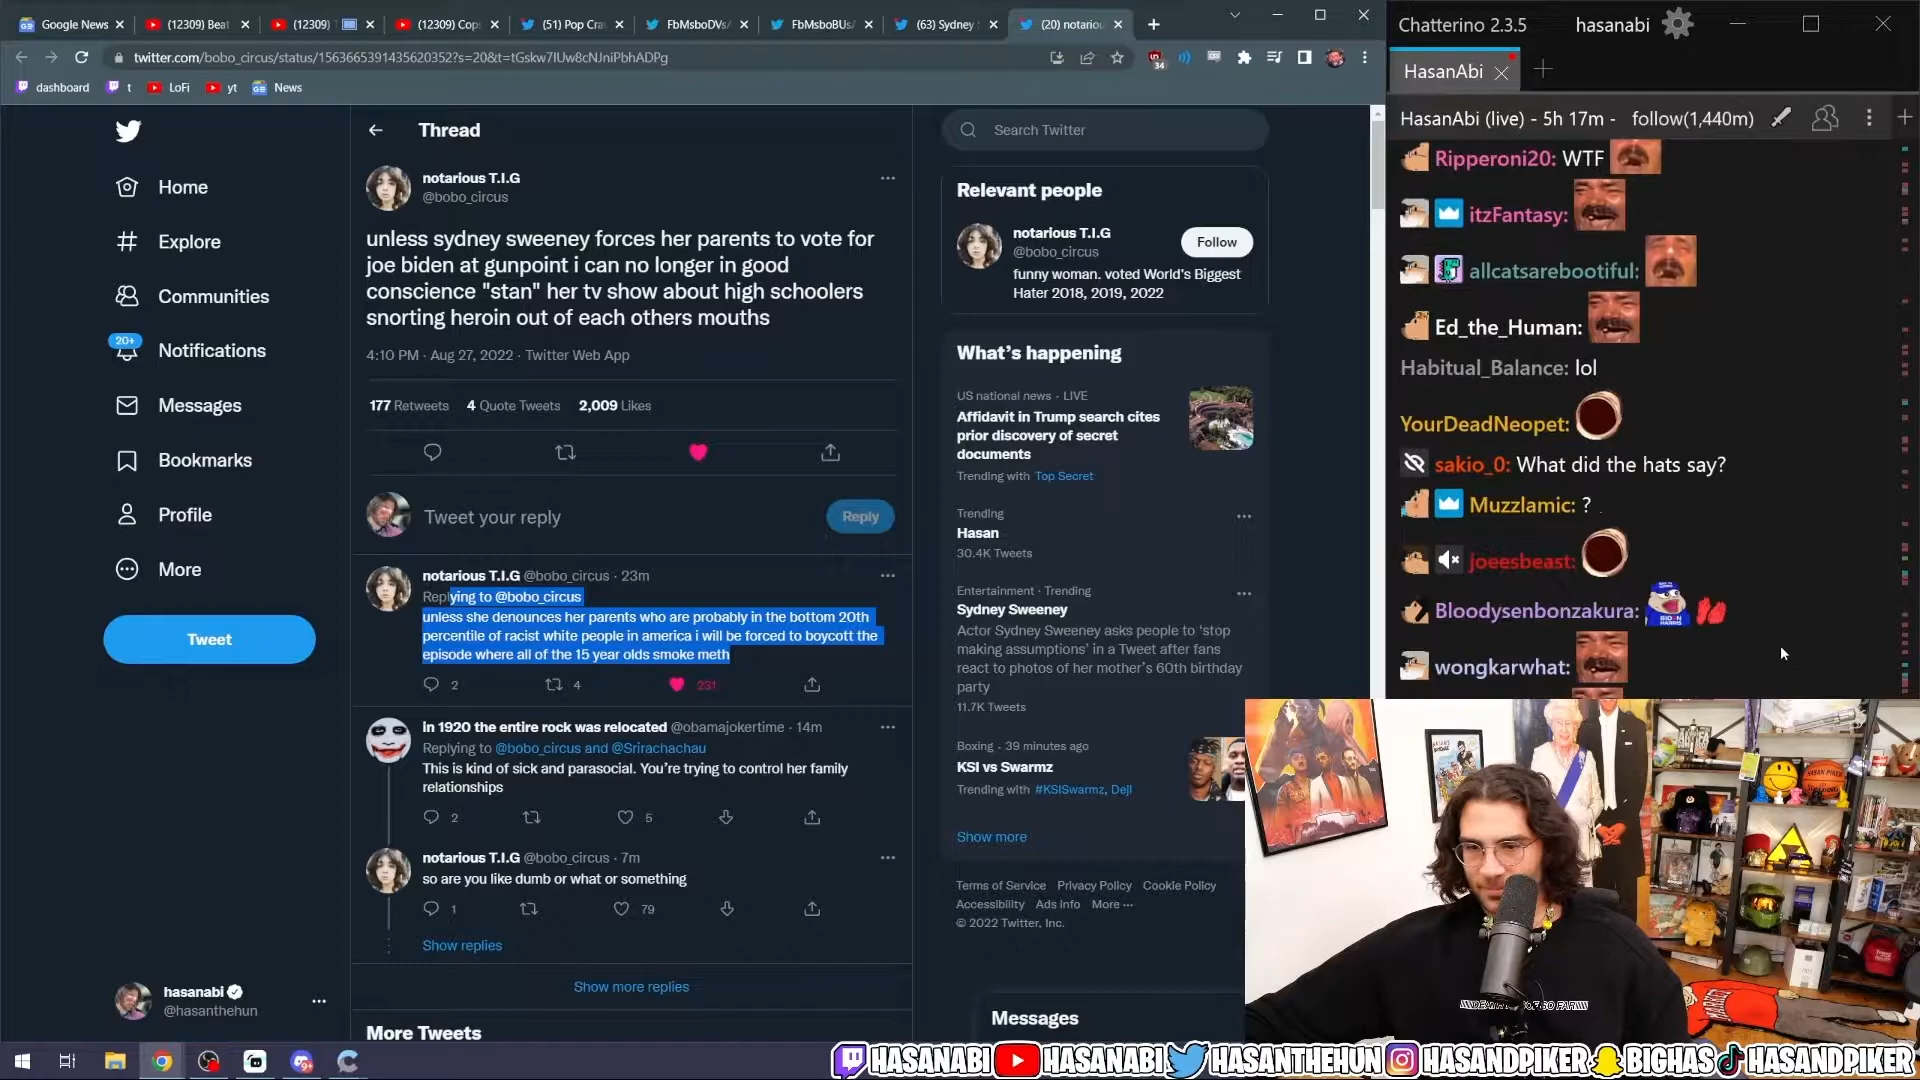 Google News
(12309) Beat
(12309)
(12309) Cop
(51) Pop Cra
FbMsboDVs
FbMsboBUs
(63) Sydney
(20) notariou
twitter.com/bobo_circus/status/1563665391435620352?s=20&t=tGskw7IUw8cNJniPbhADPg
34
dashboard
t
LoFi
yt
News
Home
Explore
Communities
20+
Notifications
Messages
Bookmarks
Profile
More
Tweet
hasanabi
@hasanthehun
Thread
notarious T.I.G
@bobo_circus
unless sydney sweeney forces her parents to vote for
joe biden at gunpoint i can no longer in good
conscience "stan" her tv show about high schoolers
snorting heroin out of each others mouths
4:10 PM · Aug 27, 2022 · Twitter Web App
177 Retweets 4 Quote Tweets 2,009 Likes
Tweet your reply
Reply
notarious T.I.G @bobo_circus · 23m
Replying to @bobo_circus
unless she denounces her parents who are probably in the bottom 20th
percentile of racist white people in america i will be forced to boycott the
episode where all of the 15 year olds smoke meth
2 4 231
in 1920 the entire rock was relocated @obamajokertime · 14m
Replying to @bobo_circus and @Srirachachau
This is kind of sick and parasocial. You're trying to control her family
relationships
2 5
notarious T.I.G @bobo_circus · 7m
so are you like dumb or what or something
1 79
Show replies
Show more replies
More Tweets
Search Twitter
Relevant people
notarious T.I.G
@bobo_circus
Follow
funny woman. voted World's Biggest
Hater 2018, 2019, 2022
What's happening
US national news · LIVE
Affidavit in Trump search cites
prior discovery of secret
documents
Trending with Top Secret
Trending
Hasan
30.4K Tweets
Entertainment · Trending
Sydney Sweeney
Actor Sydney Sweeney asks people to 'stop
making assumptions' in a Tweet after fans
react to photos of her mother's 60th birthday
party
11.7K Tweets
Boxing · 39 minutes ago
KSI vs Swarmz
Trending with #KSISwarmz, Deji
Show more
Terms of Service Privacy Policy Cookie Policy
Accessibility Ads info More ···
© 2022 Twitter, Inc.
Messages
Chatterino 2.3.5
hasanabi
HasanAbi
HasanAbi (live) - 5h 17m - follow(1,440m)
Ripperoni20: WTF
itzFantasy:
allcatsarebootiful:
Ed_the_Human:
Habitual_Balance: lol
YourDeadNeopet:
sakio_0: What did the hats say?
Muzzlamic: ?
joeesbeast:
Bloodysenbonzakura:
BIDEN
HARRIS
wongkarwhat:
HASAN PIKER
HASANABI
HASANABI
HASANTHEHUN
HASANDPIKER
BIGHAS
HASANDPIKER